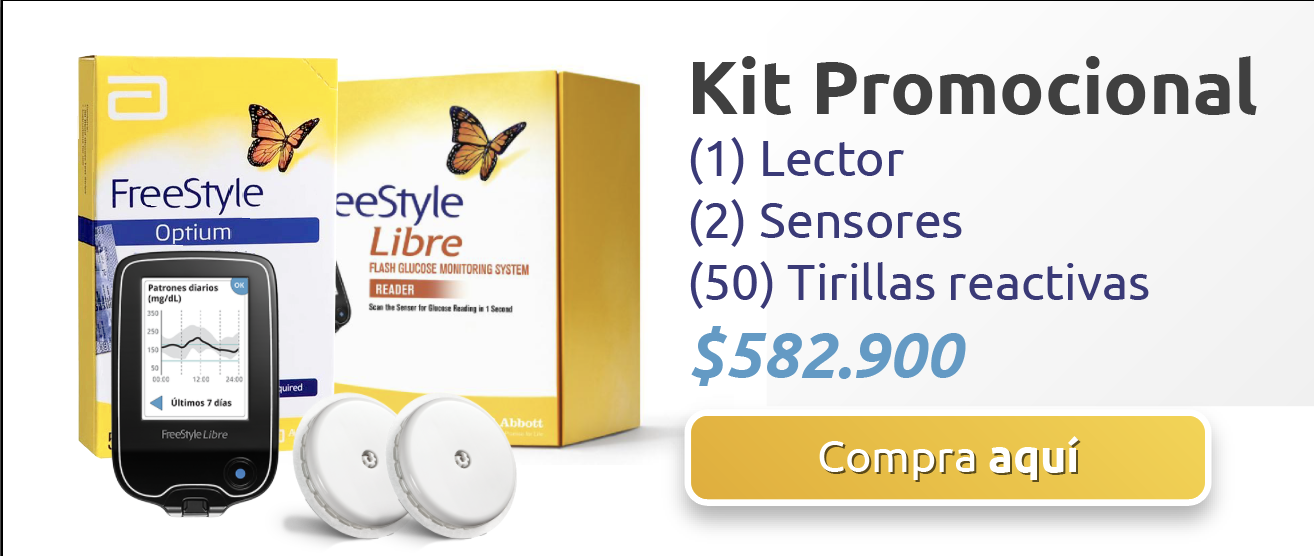 Kit Promocional
(1) Lector
(2) Sensores
(50) Tirillas reactivas
$582.900
Compra aquí
FreeStyle
Optium
eeStyle
Libre
FLASH GLUCOSE MONITORING SYSTEM
READER
Scan the Sensor for Glucose Reading in 1 Second
Patrones diarios
(mg/dL)
OK
350
250
150
50
00.00 12.00 24:00
Últimos 7 días
FreeStyle Libre
quired
Abbott